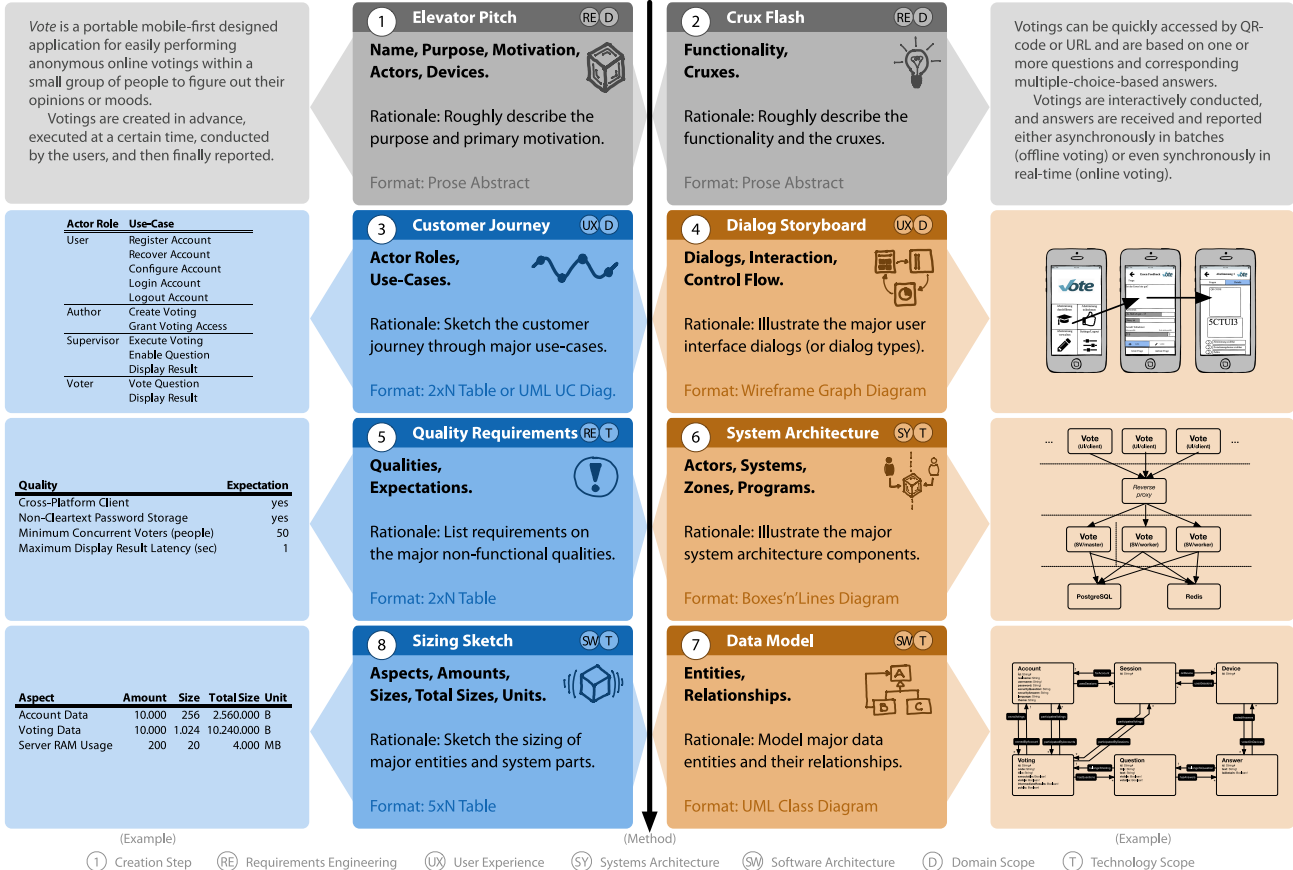 Vote is a portable mobile-first designed
application for easily performing
anonymous online votings within a
small group of people to figure out their
opinions or moods.
Votings are created in advance,
executed at a certain time, conducted
by the users, and then finally reported.
1 Elevator Pitch RE D
Name, Purpose, Motivation,
Actors, Devices.
Rationale: Roughly describe the
purpose and primary motivation.
Format: Prose Abstract
2 Crux Flash RE D
Functionality,
Cruxes.
Rationale: Roughly describe the
functionality and the cruxes.
Format: Prose Abstract
Votings can be quickly accessed by QR-
code or URL and are based on one or
more questions and corresponding
multiple-choice-based answers.
Votings are interactively conducted,
and answers are received and reported
either asynchronously in batches
(offline voting) or even synchronously in
real-time (online voting).
Actor Role Use-Case
User Register Account
Recover Account
Configure Account
Login Account
Logout Account
Author Create Voting
Grant Voting Access
Supervisor Execute Voting
Enable Question
Display Result
Voter Vote Question
Display Result
3 Customer Journey UX D
Actor Roles,
Use-Cases.
Rationale: Sketch the customer
journey through major use-cases.
Format: 2xN Table or UML UC Diag.
4 Dialog Storyboard UX D
Dialogs, Interaction,
Control Flow.
Rationale: Illustrate the major user
interface dialogs (or dialog types).
Format: Wireframe Graph Diagram
Vote
5CTUI3
Quality Expectation
Cross-Platform Client yes
Non-Cleartext Password Storage yes
Minimum Concurrent Voters (people) 50
Maximum Display Result Latency (sec) 1
5 Quality Requirements RE T
Qualities,
Expectations.
Rationale: List requirements on
the major non-functional qualities.
Format: 2xN Table
6 System Architecture SY T
Actors, Systems,
Zones, Programs.
Rationale: Illustrate the major
system architecture components.
Format: Boxes'n'Lines Diagram
... Vote Vote Vote ...
(UI/client) (UI/client) (UI/client)
Reverse
proxy
Vote Vote Vote
(SV/master) (SV/worker) (SV/worker)
PostgreSQL Redis
Aspect Amount Size Total Size Unit
Account Data 10.000 256 2.560.000 B
Voting Data 10.000 1.024 10.240.000 B
Server RAM Usage 200 20 4.000 MB
8 Sizing Sketch SW T
Aspects, Amounts,
Sizes, Total Sizes, Units.
Rationale: Sketch the sizing of
major entities and system parts.
Format: 5xN Table
7 Data Model SW T
Entities,
Relationships.
A
B C
Rationale: Model major data
entities and their relationships.
Format: UML Class Diagram
Account Session Device
Voting Question Answer
(Example) (Method) (Example)
1 Creation Step RE Requirements Engineering UX User Experience SY Systems Architecture SW Software Architecture D Domain Scope T Technology Scope